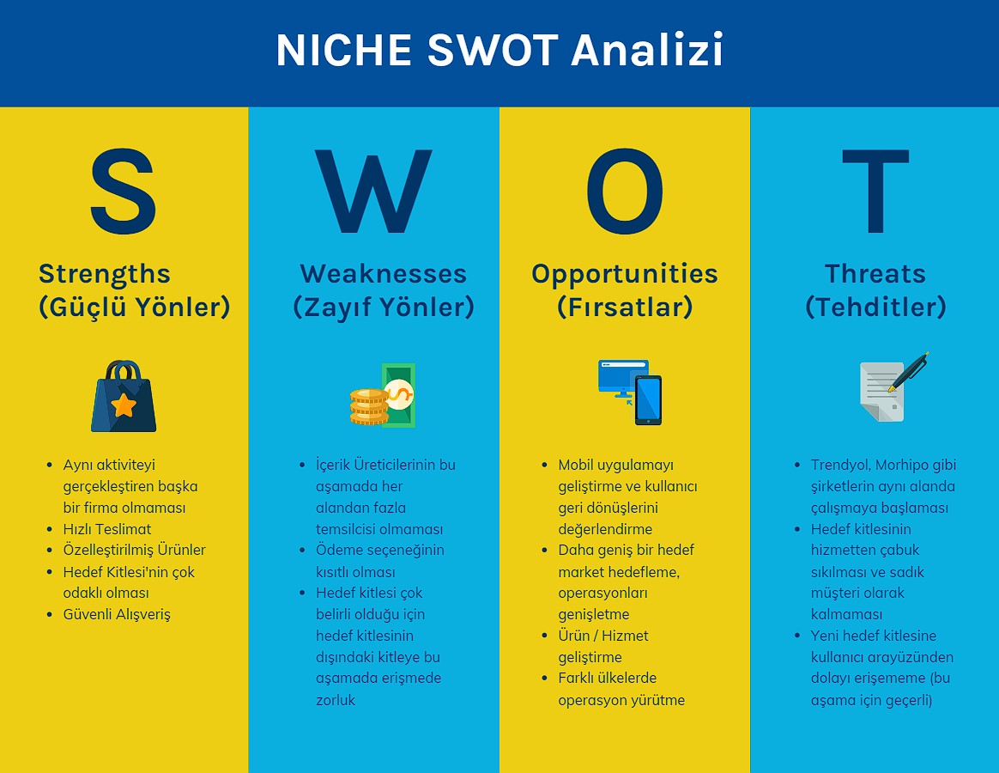 NICHE SWOT Analizi
S
Strengths
(Güçlü Yönler)
• Aynı aktiviteyi
gerçekleştiren başka
bir firma olmaması
• Hızlı Teslimat
• Özelleştirilmiş Ürünler
• Hedef Kitlesi'nin çok
odaklı olması
• Güvenli Alışveriş
W
Weaknesses
(Zayıf Yönler)
• İçerik Üreticilerinin bu
aşamada her
alandan fazla
temsilcisi olmaması
• Ödeme seçeneğinin
kısıtlı olması
• Hedef kitlesi çok
belirli olduğu için
hedef kitlesinin
dışındaki kitleye bu
aşamada erişmede
zorluk
O
Opportunities
(Fırsatlar)
• Mobil uygulamayı
geliştirme ve kullanıcı
geri dönüşlerini
değerlendirme
• Daha geniş bir hedef
market hedefleme,
operasyonları
genişletme
• Ürün / Hizmet
geliştirme
• Farklı ülkelerde
operasyon yürütme
T
Threats
(Tehditler)
• Trendyol, Morhipo gibi
şirketlerin aynı alanda
çalışmaya başlaması
• Hedef kitlesinin
hizmetten çabuk
sıkılması ve sadık
müşteri olarak
kalmaması
• Yeni hedef kitlesine
kullanıcı arayüzünden
dolayı erişememe (bu
aşama için geçerli)